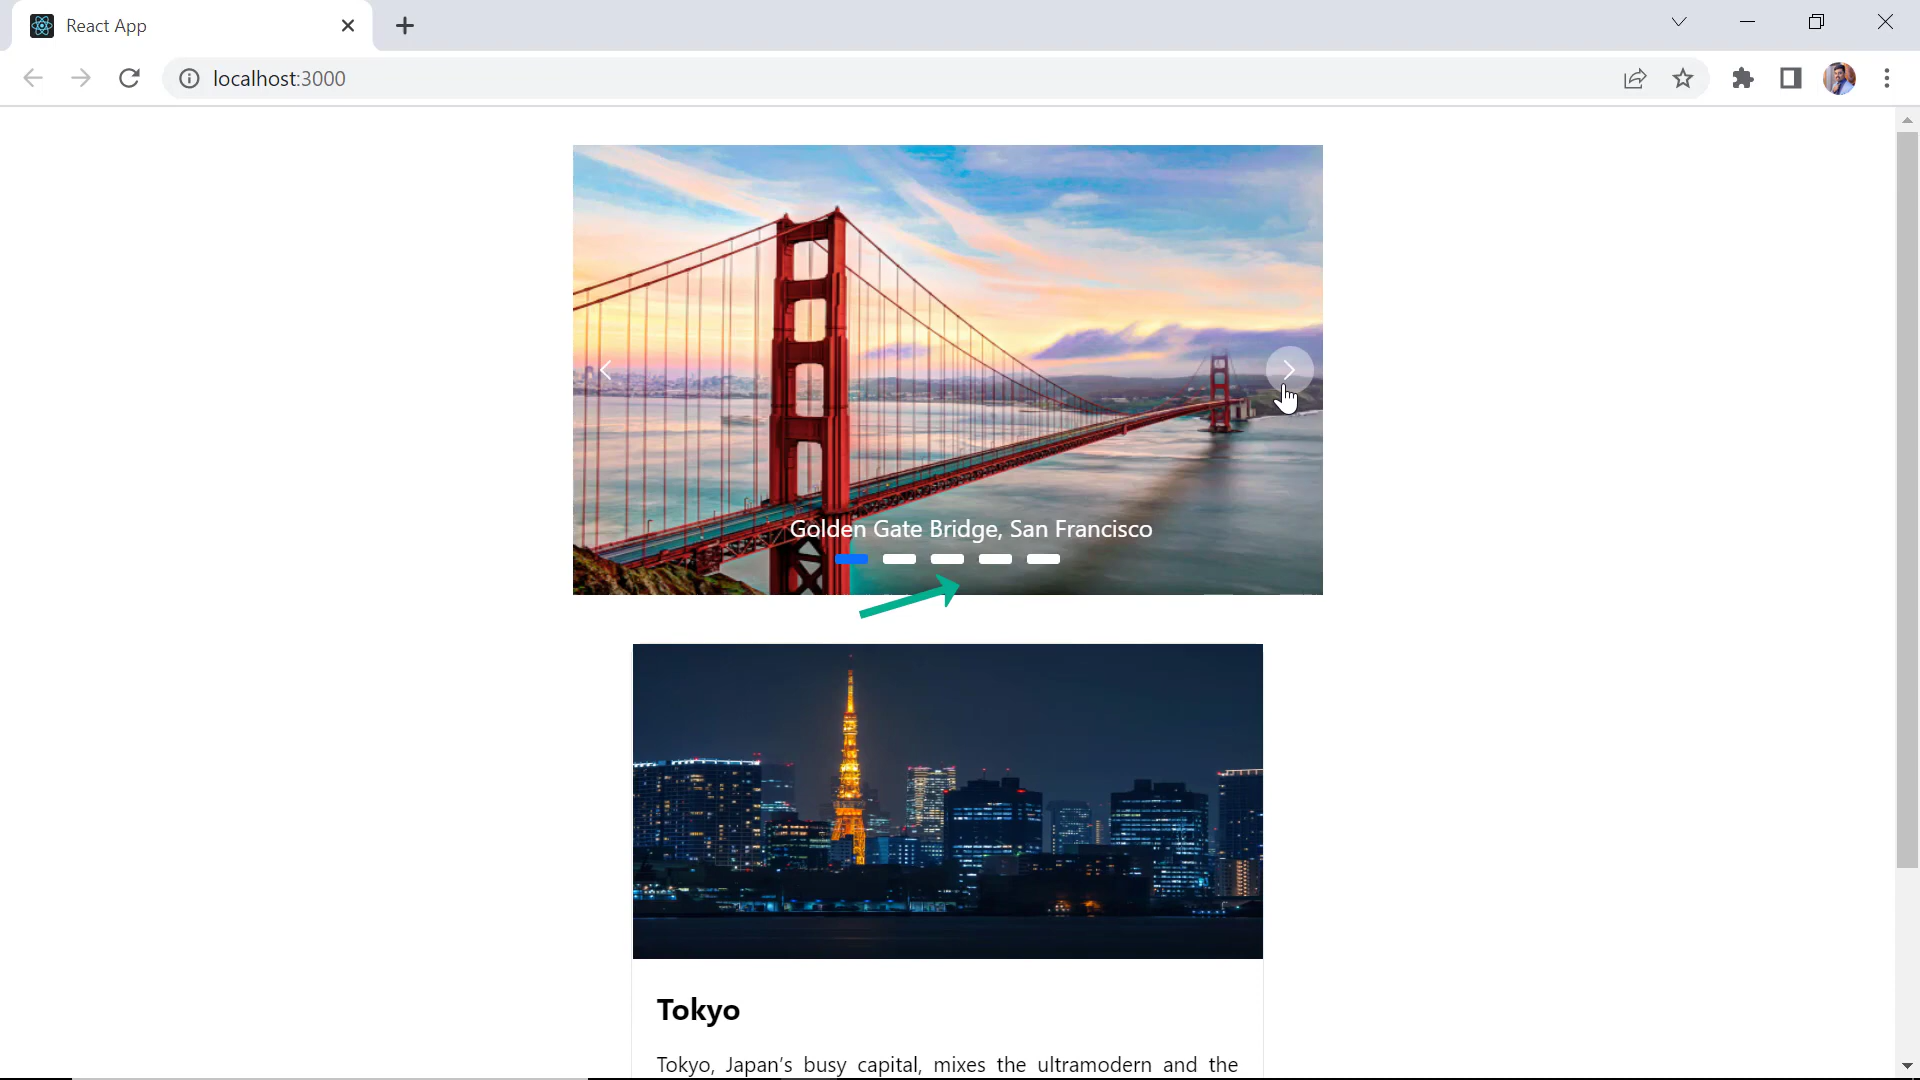 React App
localhost:3000
Golden Gate Bridge, San Francisco
Tokyo
Tokyo, Japan's busy capital, mixes the ultramodern and the